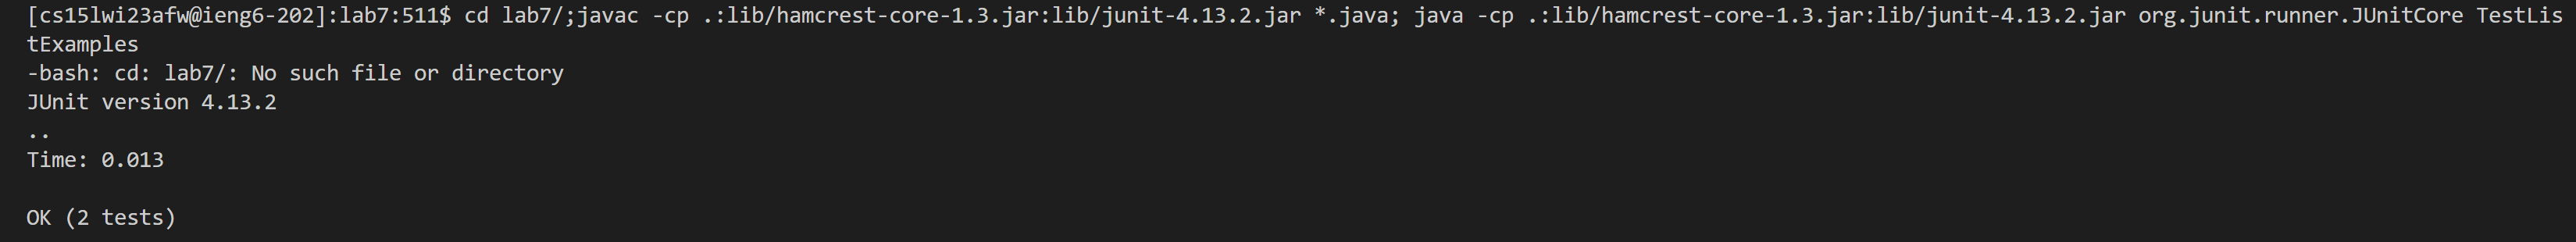 [cs15lwi23afw@ieng6-202]:lab7:511$ cd lab7/;javac -cp .:lib/hamcrest-core-1.3.jar:lib/junit-4.13.2.jar *.java; java -cp .:lib/hamcrest-core-1.3.jar:lib/junit-4.13.2.jar org.junit.runner.JUnitCore TestLis
tExamples
-bash: cd: lab7/: No such file or directory
JUnit version 4.13.2
..
Time: 0.013
OK (2 tests)